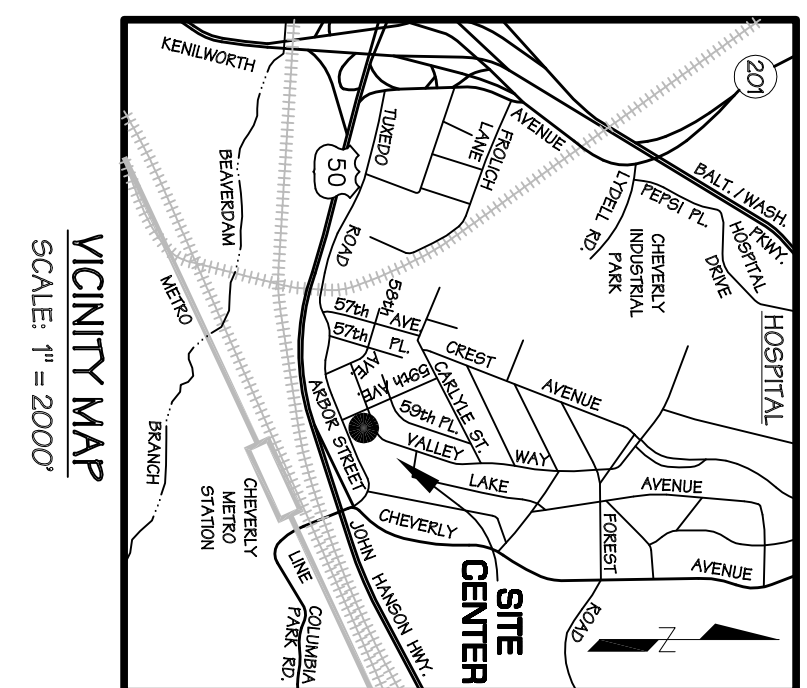 KENILWORTH
201
AVENUE
BALT. / WASH.
PKWY.
TUXEDO
ROAD
FROLICH
LANE
50
BEAVERDAM
BRANCH
LYDELL RD.
PEPSI PL.
HOSPITAL
DRIVE
CHEVERLY
INDUSTRIAL
PARK
HOSPITAL
METRO
58th
AVE.
57th
AVE
57th
PL.
59th AVE.
59th PL.
CREST
AVENUE
CARLYLE ST.
ARBOR STREET
VALLEY
WAY
LAKE
AVENUE
CHEVERLY
AVENUE
FOREST
ROAD
CHEVERLY
METRO
STATION
JOHN HANSON HWY.
LINE
COLUMBIA
PARK RD.
SITE
CENTER
N
VICINITY MAP
SCALE: 1" = 2000'